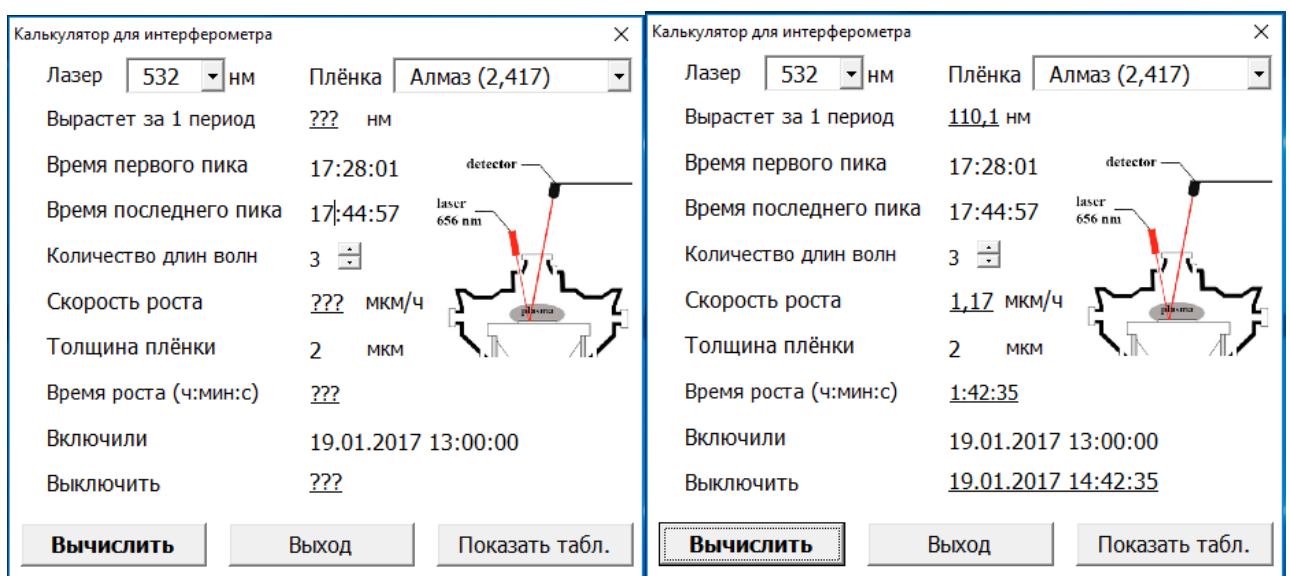 Калькулятор для интерферометра
Лазер 532 нм Плёнка Алмаз (2,417)
Вырастет за 1 период ??? нм
Время первого пика 17:28:01
detector
Время последнего пика 17:44:57
laser
656 nm
Количество длин волн 3
Скорость роста ??? мкм/ч
plasma
Толщина плёнки 2 мкм
Время роста (ч:мин:с) ???
Включили 19.01.2017 13:00:00
Выключить ???
Вычислить Выход Показать табл.
Калькулятор для интерферометра
Лазер 532 нм Плёнка Алмаз (2,417)
Вырастет за 1 период 110,1 нм
Время первого пика 17:28:01
detector
Время последнего пика 17:44:57
laser
656 nm
Количество длин волн 3
Скорость роста 1,17 мкм/ч
plasma
Толщина плёнки 2 мкм
Время роста (ч:мин:с) 1:42:35
Включили 19.01.2017 13:00:00
Выключить 19.01.2017 14:42:35
Вычислить Выход Показать табл.